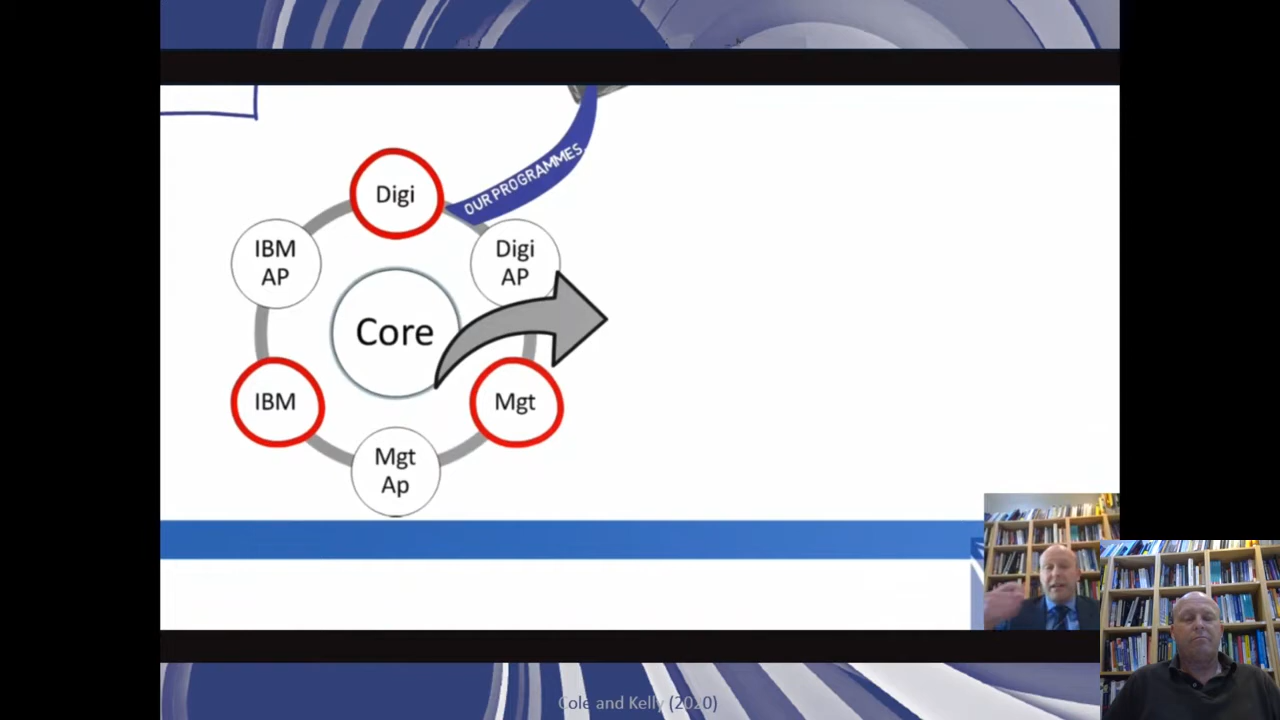 OUR PROGRAMMES
Digi
IBM
AP
Digi
AP
Core
IBM
Mgt
Mgt
Ap
Cole and Kelly (2020)